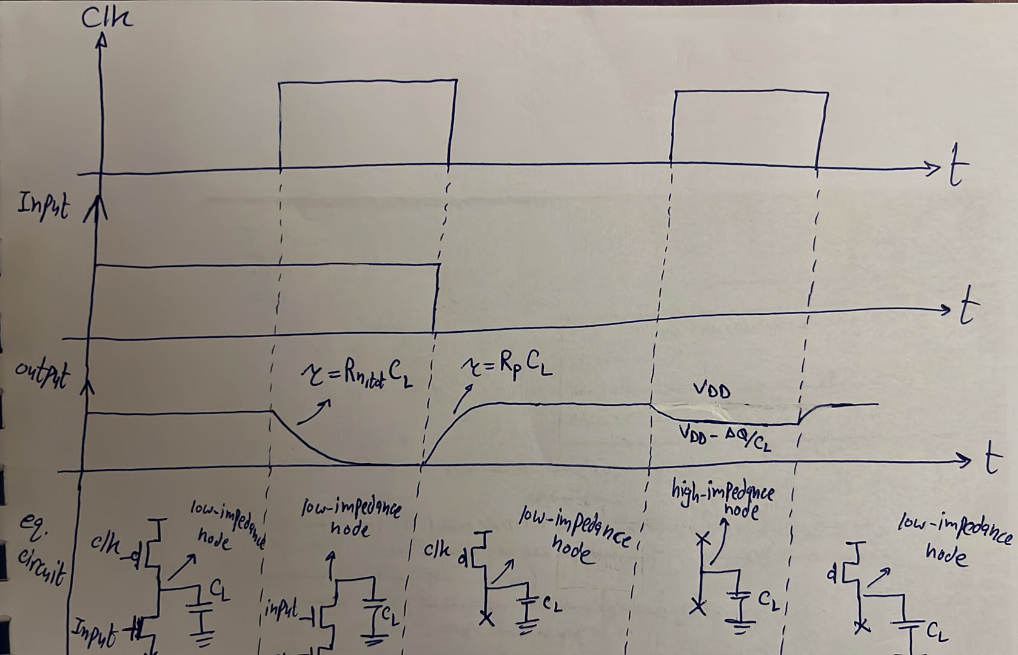 Clk
t
Input
t
output
τ=Rn,tot CL
τ=Rp CL
VDD
VDD-ΔQ/CL
t
eq.
circuit
low-impedance
node
clk
CL
Input
low-impedance
node
input
CL
low-impedance
node
clk
CL
high-impedance
node
CL
low-impedance
node
CL